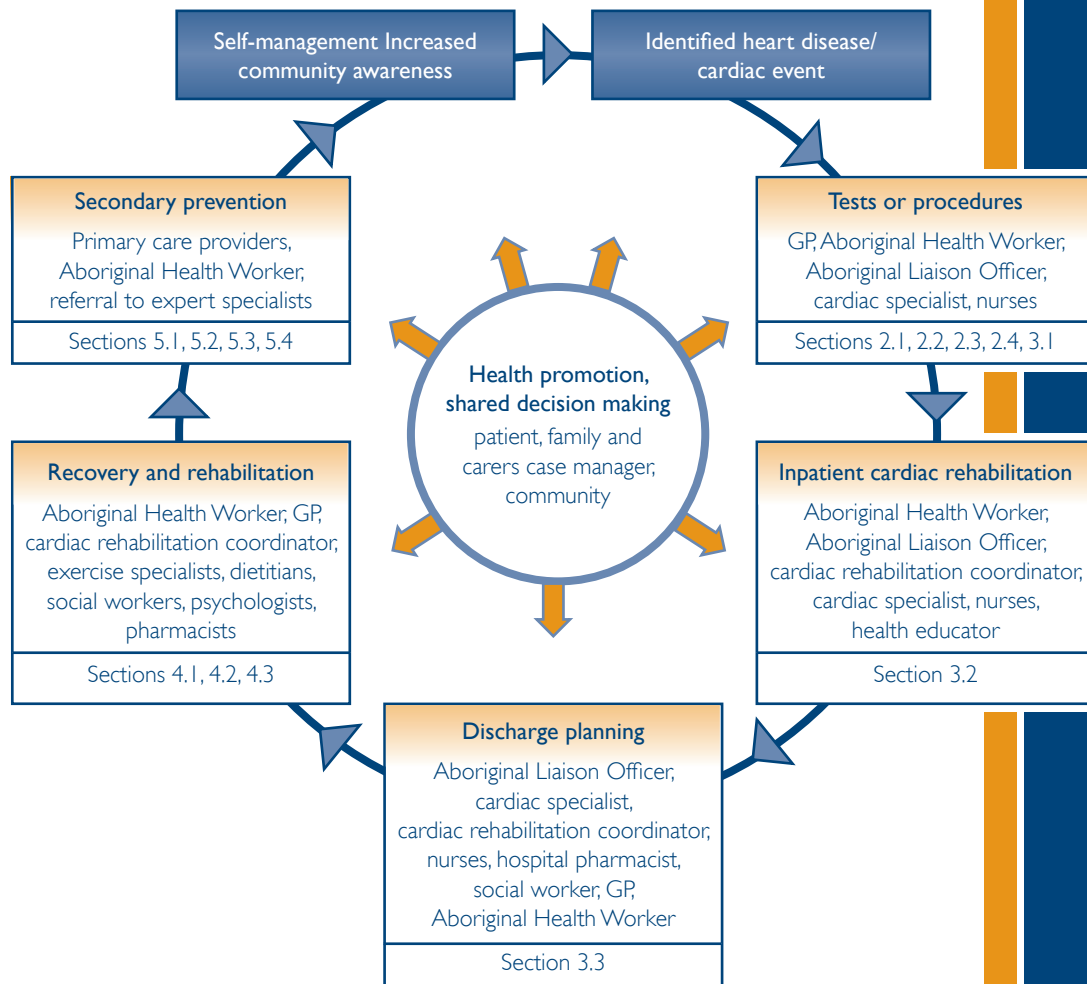 Self-management Increased
community awareness
Identified heart disease/
cardiac event
Tests or procedures
GP, Aboriginal Health Worker,
Aboriginal Liaison Officer,
cardiac specialist, nurses
Sections 2.1, 2.2, 2.3, 2.4, 3.1
Inpatient cardiac rehabilitation
Aboriginal Health Worker,
Aboriginal Liaison Officer,
cardiac rehabilitation coordinator,
cardiac specialist, nurses,
health educator
Section 3.2
Discharge planning
Aboriginal Liaison Officer,
cardiac specialist,
cardiac rehabilitation coordinator,
nurses, hospital pharmacist,
social worker, GP,
Aboriginal Health Worker
Section 3.3
Recovery and rehabilitation
Aboriginal Health Worker, GP,
cardiac rehabilitation coordinator,
exercise specialists, dietitians,
social workers, psychologists,
pharmacists
Sections 4.1, 4.2, 4.3
Secondary prevention
Primary care providers,
Aboriginal Health Worker,
referral to expert specialists
Sections 5.1, 5.2, 5.3, 5.4
Health promotion,
shared decision making
patient, family and
carers case manager,
community